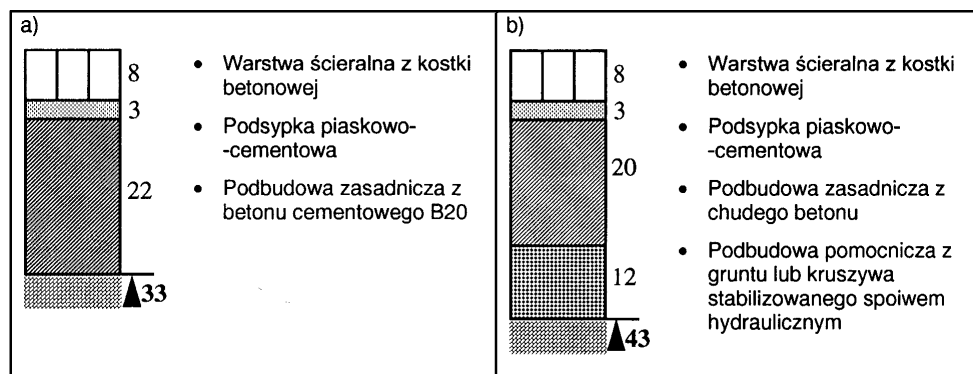 a)
8
3
22
33
• Warstwa ścieralna z kostki
betonowej
• Podsypka piaskowo-
-cementowa
• Podbudowa zasadnicza z
betonu cementowego B20
b)
8
3
20
12
43
• Warstwa ścieralna z kostki
betonowej
• Podsypka piaskowo-
-cementowa
• Podbudowa zasadnicza z
chudego betonu
• Podbudowa pomocnicza z
gruntu lub kruszywa
stabilizowanego spoiwem
hydraulicznym